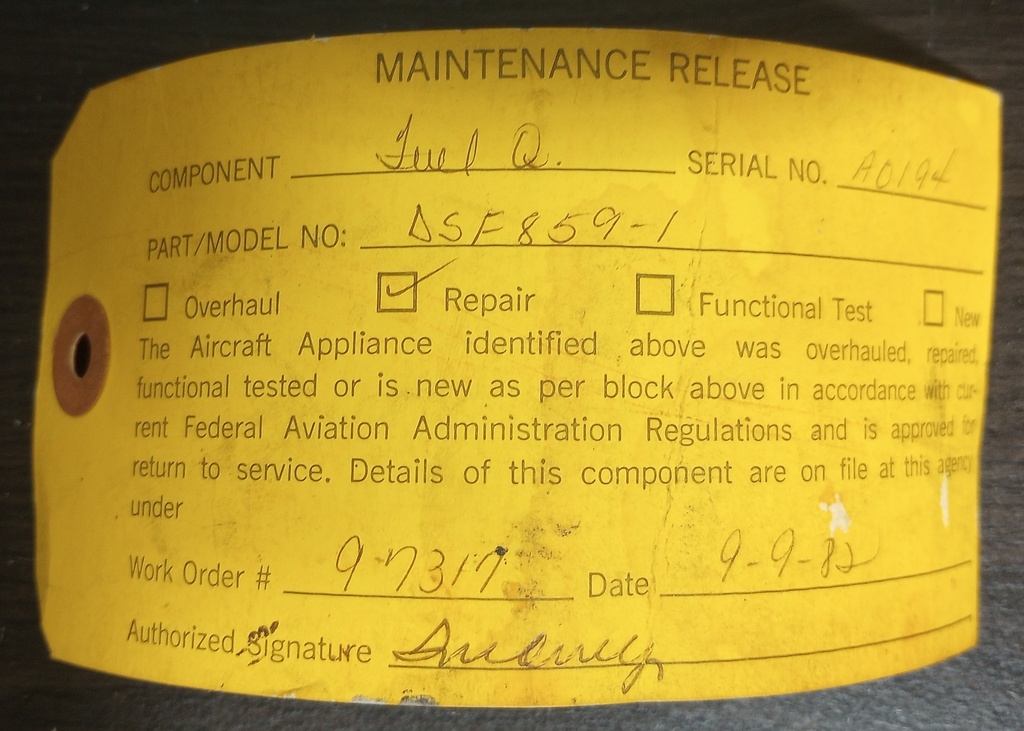 MAINTENANCE RELEASE
COMPONENT Fuel Q. SERIAL NO. A0194
PART/MODEL NO: DSF859-1
Overhaul Repair Functional Test New
The Aircraft Appliance identified above was overhauled, repaired,
functional tested or is new as per block above in accordance with cur-
rent Federal Aviation Administration Regulations and is approved for
return to service. Details of this component are on file at this agency
under
Work Order # 9-7317 Date 9-9-82
Authorized Signature